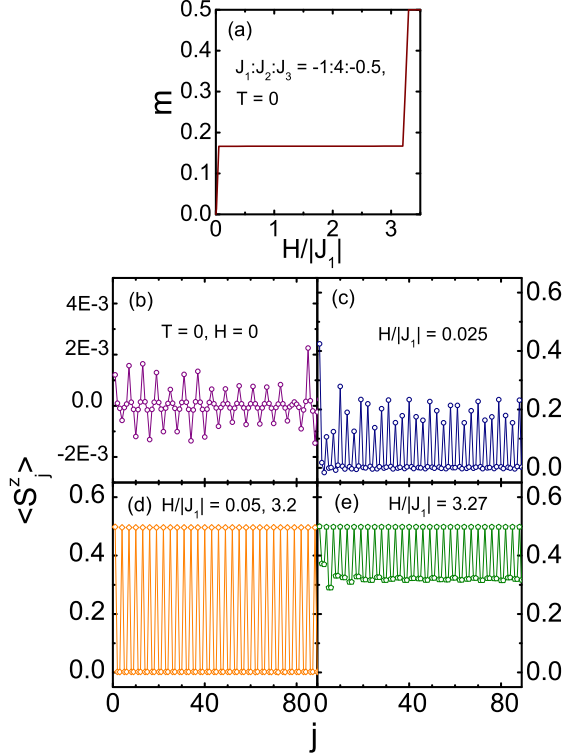 0.5
(a)
0.4
J1:J2:J3 = -1:4:-0.5,
T = 0
0.3
m
0.2
0.1
0.0
0 1 2 3
H/|J1|
(b) (c) 0.6
4E-3
T = 0, H = 0 H/|J1| = 0.025
2E-3 0.4
0.0 0.2
-2E-3 0.0
<S^z_j>
0.6 (d) H/|J1| = 0.05, 3.2 (e) H/|J1| = 3.27
0.4 0.4
0.2 0.2
0.0 0.0
0 40 80 0 40 80
j